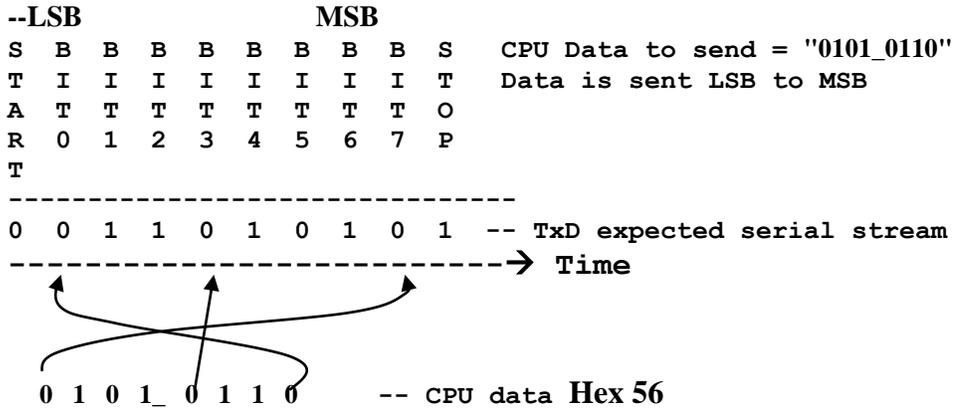 --LSB MSB
S B B B B B B B B S CPU Data to send = "0101_0110"
T I I I I I I I I T Data is sent LSB to MSB
A T T T T T T T T O
R 0 1 2 3 4 5 6 7 P
T
--------------------------------
0 0 1 1 0 1 0 1 0 1 -- TxD expected serial stream
-------------------------→ Time
0 1 0 1_ 0 1 1 0 -- CPU data Hex 56